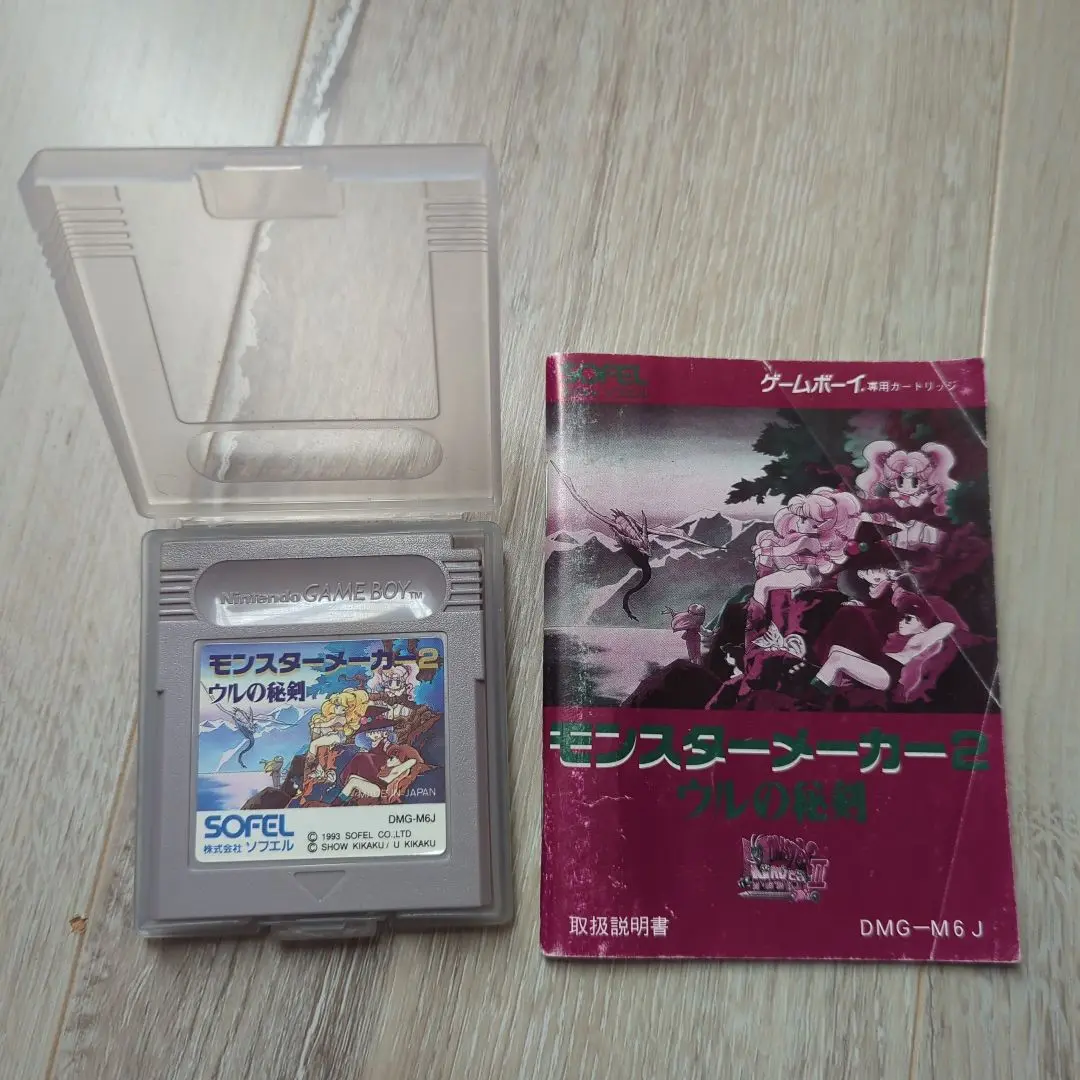 Nintendo GAME BOY TM
モンスターメーカー2
ウルの秘剣
MADE IN JAPAN
DMG-M6J
SOFEL
株式会社 ソフエル
© 1993 SOFEL CO.,LTD
© SHOW KIKAKU / U KIKAKU
SOFEL
ゲームボーイ® 専用カートリッジ
モンスターメーカー2
ウルの秘剣
取扱説明書
DMG-M6J